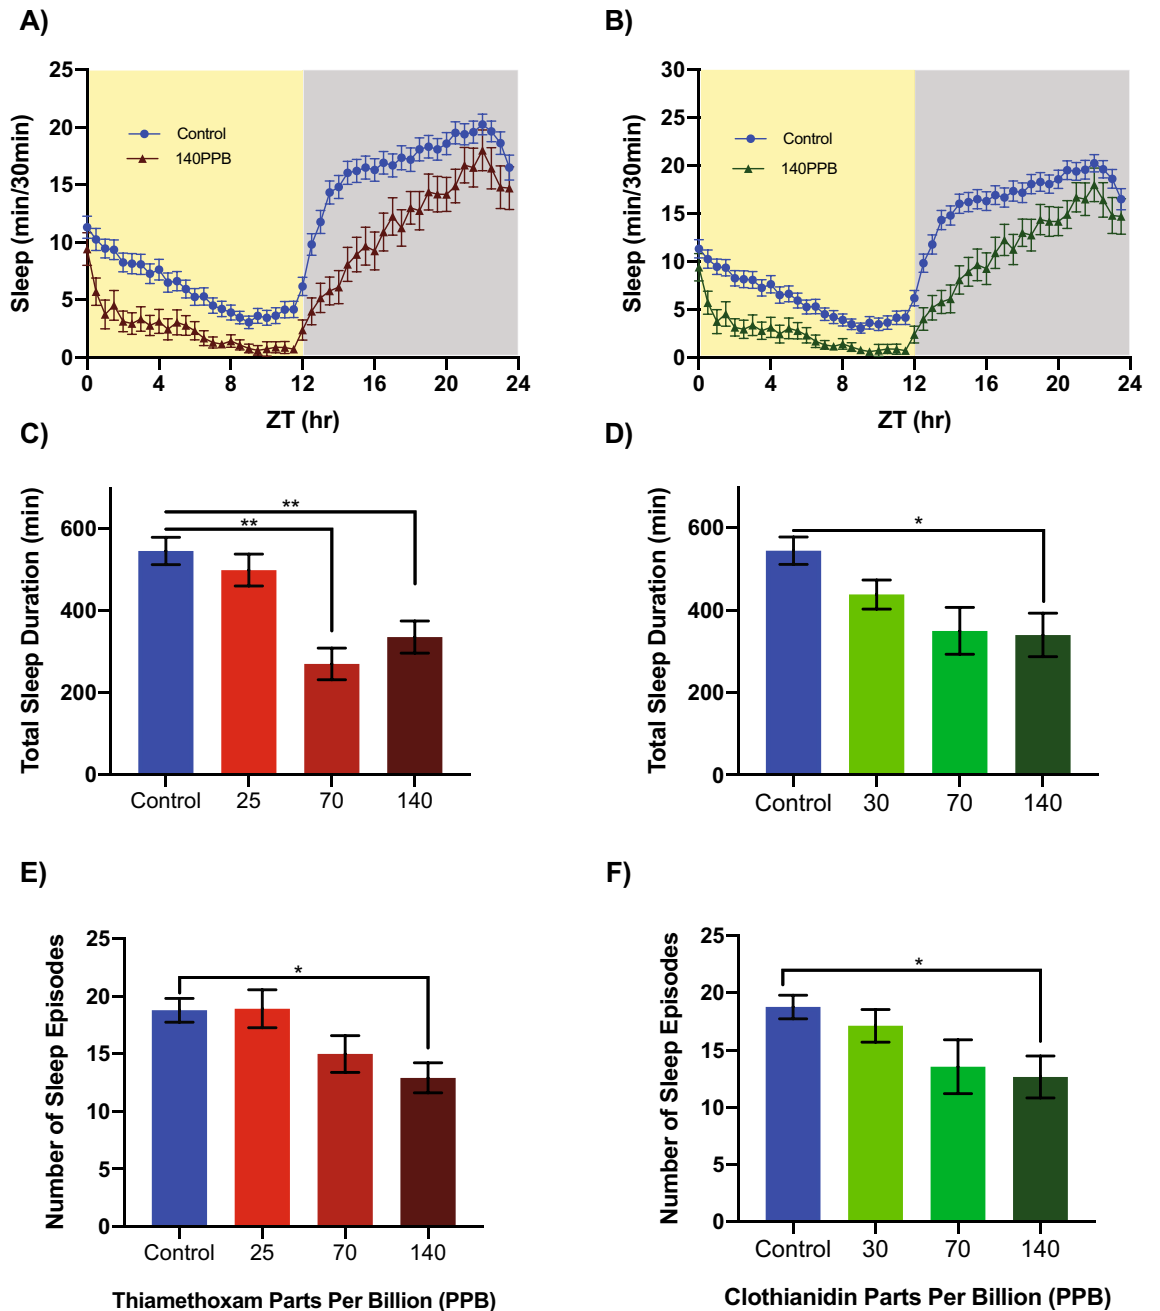 A)
B)
25
20
15
10
5
0
Sleep (min/30min)
Control
140PPB
0 4 8 12 16 20 24
ZT (hr)
30
25
20
15
10
5
0
Sleep (min/30min)
Control
140PPB
0 4 8 12 16 20 24
ZT (hr)
C)
D)
600
400
200
0
Total Sleep Duration (min)
**
**
Control 25 70 140
600
400
200
0
Total Sleep Duration (min)
*
Control 30 70 140
E)
F)
25
20
15
10
5
0
Number of Sleep Episodes
*
Control 25 70 140
Thiamethoxam Parts Per Billion (PPB)
25
20
15
10
5
0
Number of Sleep Episodes
*
Control 30 70 140
Clothianidin Parts Per Billion (PPB)